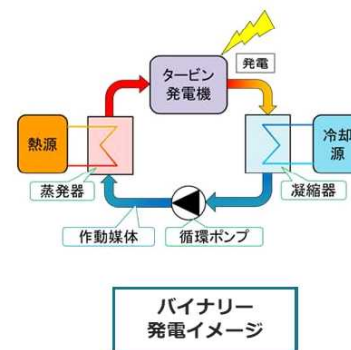 タービン
発電機
発電
熱源
冷却
源
蒸発器
凝縮器
作動媒体
循環ポンプ
バイナリー
発電イメージ